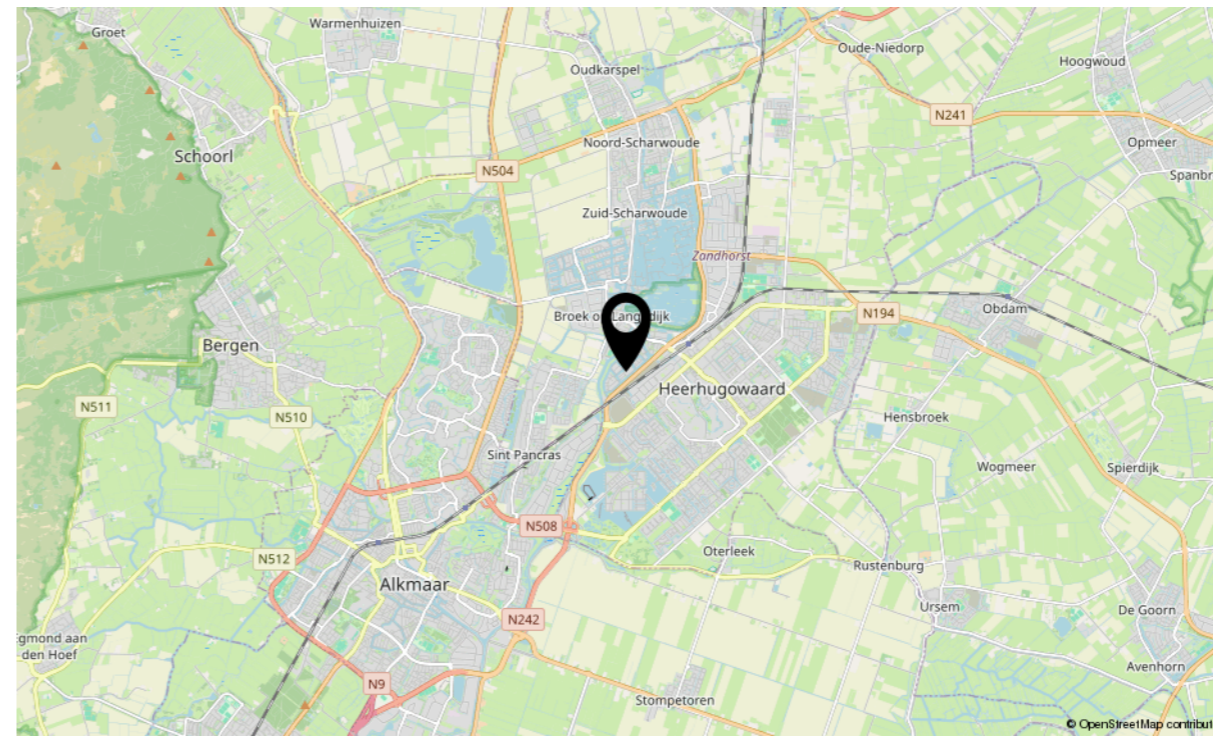 Groet
Warmenhuizen
Oude-Niedorp
Hoogwoud
Oudkarspel
N241
Noord-Scharwoude
Opmeer
Schoorl
N504
Spanbr
Zuid-Scharwoude
Zandhorst
Obdam
N194
Broek op Lang dijk
Bergen
Heerhugowaard
N511
N510
Hensbroek
Sint Pancras
Wogmeer
Spierdijk
N508
Oterleek
N512
Rustenburg
Alkmaar
Ursem
De Goorn
N242
gmond aan
den Hoef
Avenhorn
N9
Stompetoren
© OpenStreetMap contribut